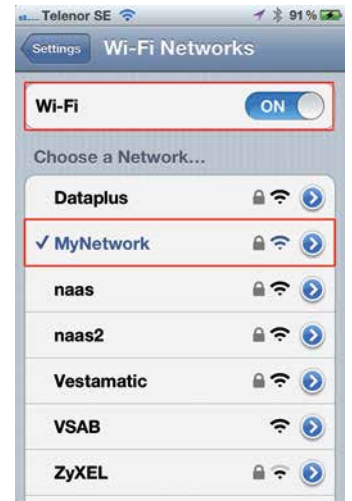 Telenor SE 91%
Settings Wi-Fi Networks
Wi-Fi ON
Choose a Network...
Dataplus
✓ MyNetwork
naas
naas2
Vestamatic
VSAB
ZyXEL